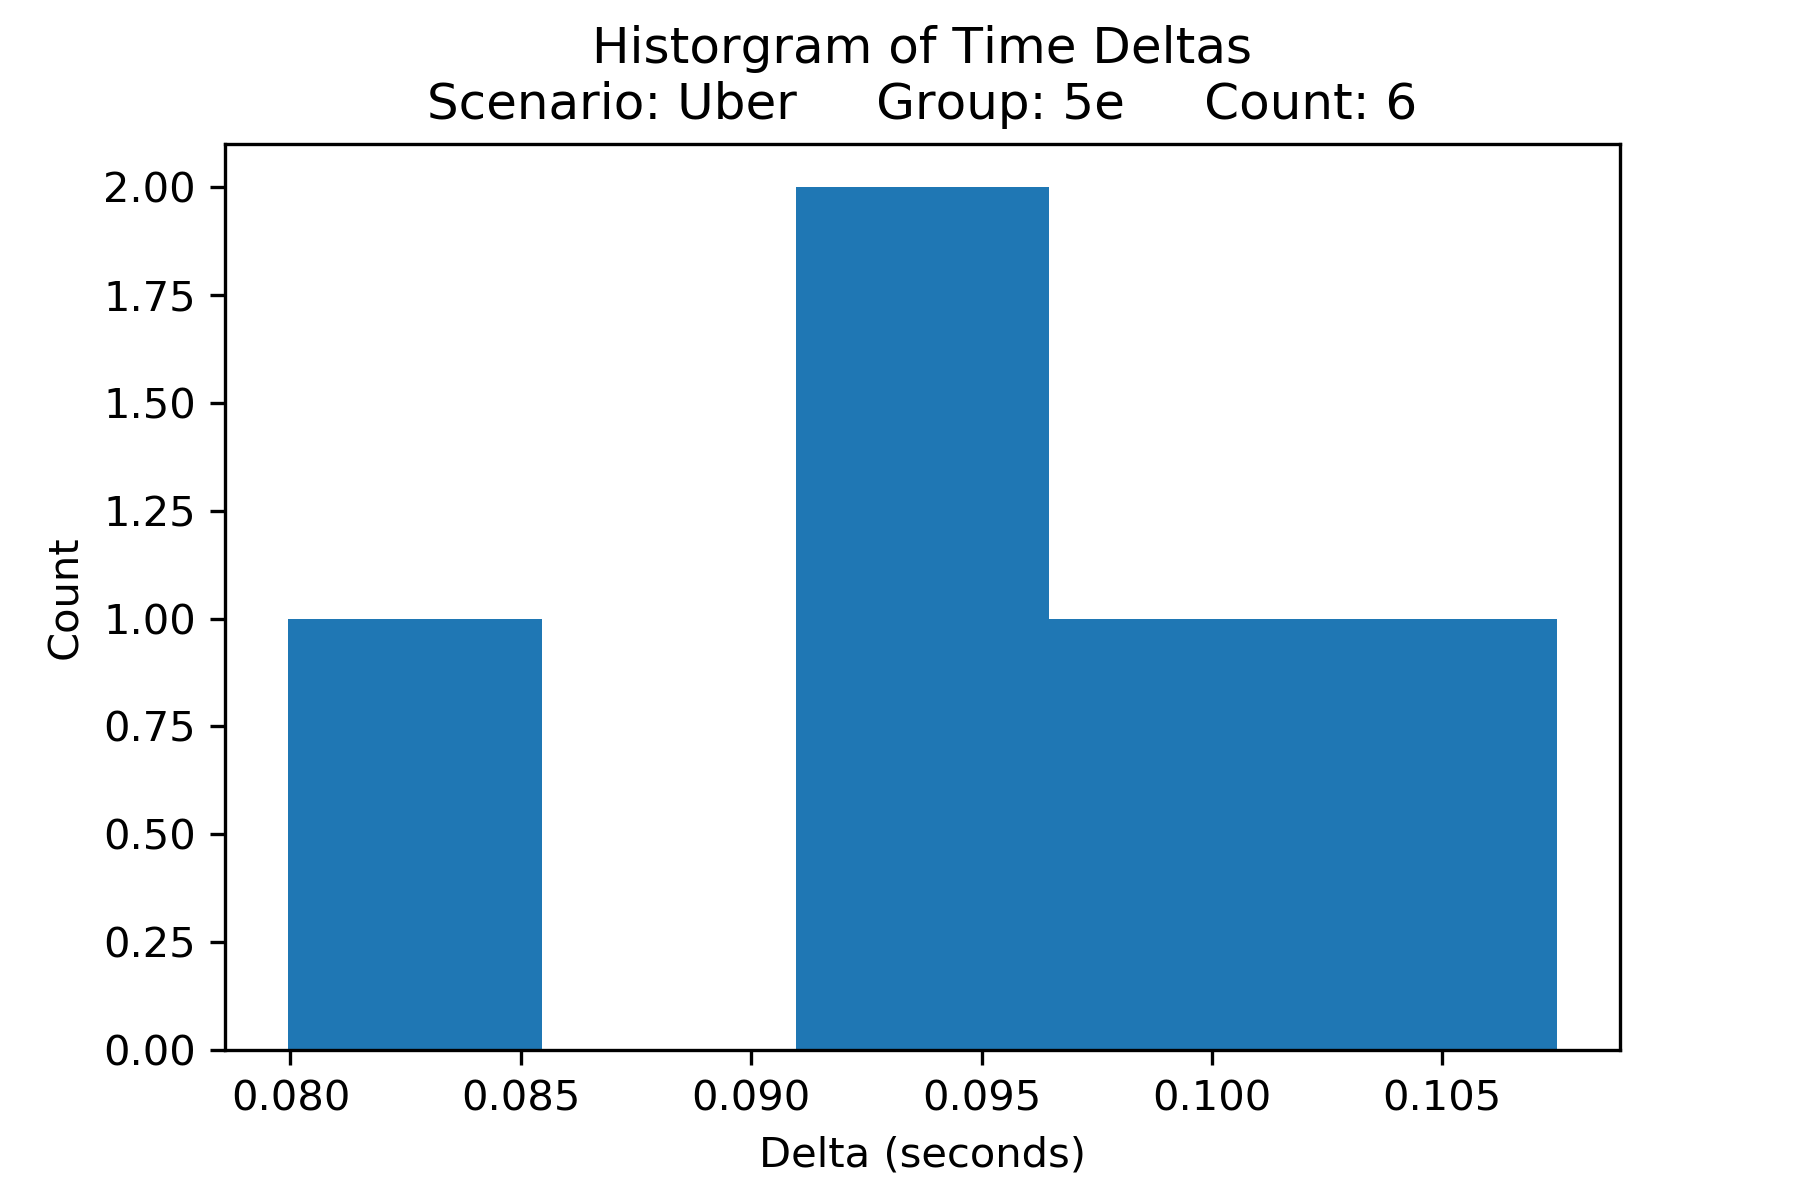 Historgram of Time Deltas
Scenario: Uber Group: 5e Count: 6
2.00
1.75
1.50
1.25
1.00
0.75
0.50
0.25
0.00
Count
0.080 0.085 0.090 0.095 0.100 0.105
Delta (seconds)